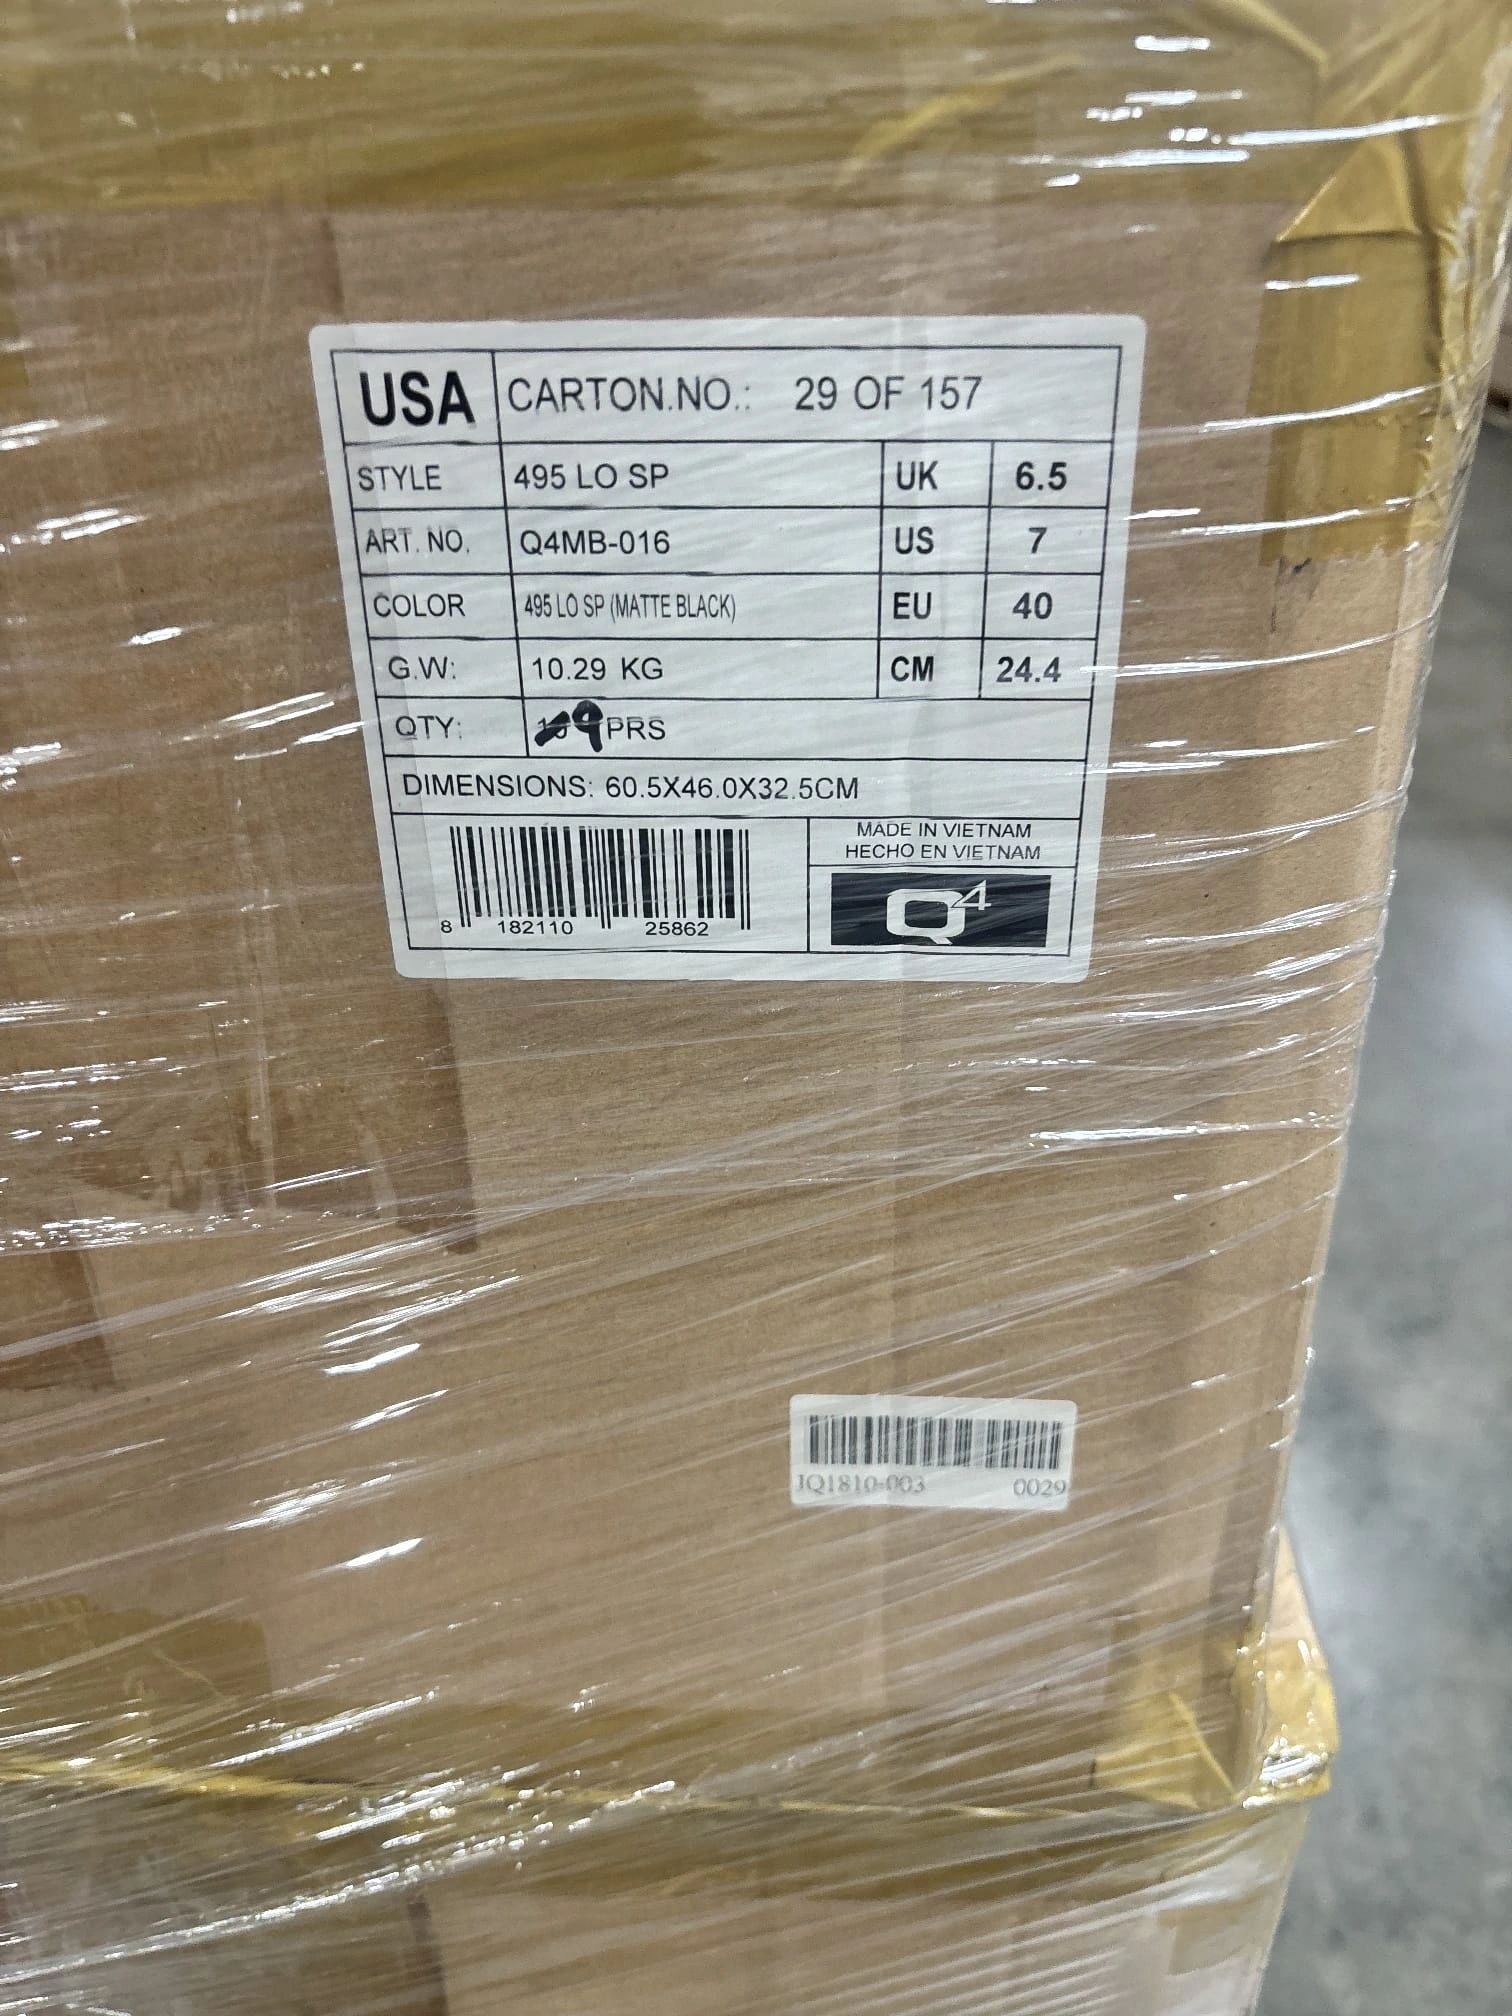 USA CARTON.NO.: 29 OF 157
STYLE 495 LO SP UK 6.5
ART. NO. Q4MB-016 US 7
COLOR 495 LO SP (MATTE BLACK) EU 40
G.W: 10.29 KG CM 24.4
QTY: 9 PRS
DIMENSIONS: 60.5X46.0X32.5CM
MADE IN VIETNAM
HECHO EN VIETNAM
Q4
8 182110 25862
JQ1810-003 0029